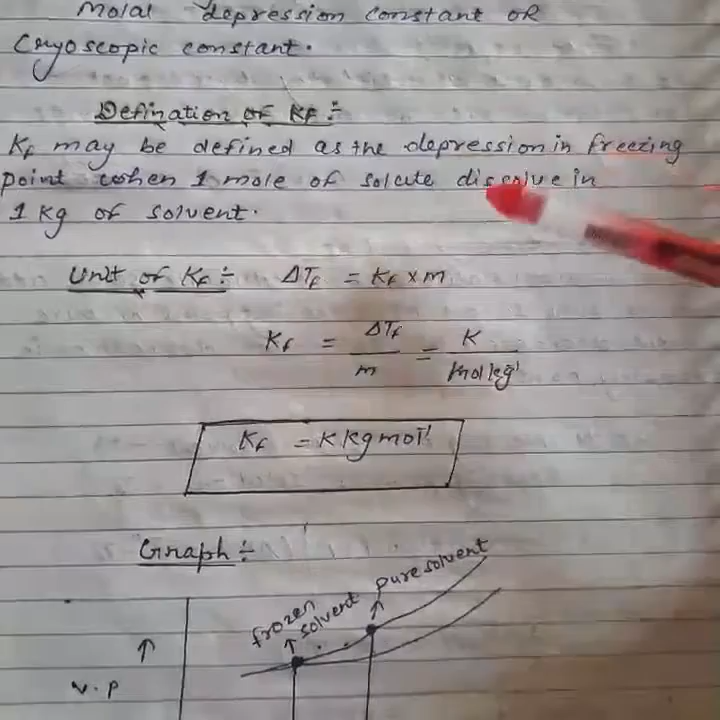 Molal depression constant OR
Cryoscopic constant.
Defination of Kf ÷
Kf may be defined as the depression in freezing
point when 1 mole of solute dissolve in
1 kg of solvent.
Unit of Kf ÷ ΔTf = Kf × m
Kf = ΔTf / m = K / mol kg⁻¹
Kf = K kg mol⁻¹
Graph ÷
frozen solvent
pure solvent
↑
V.P